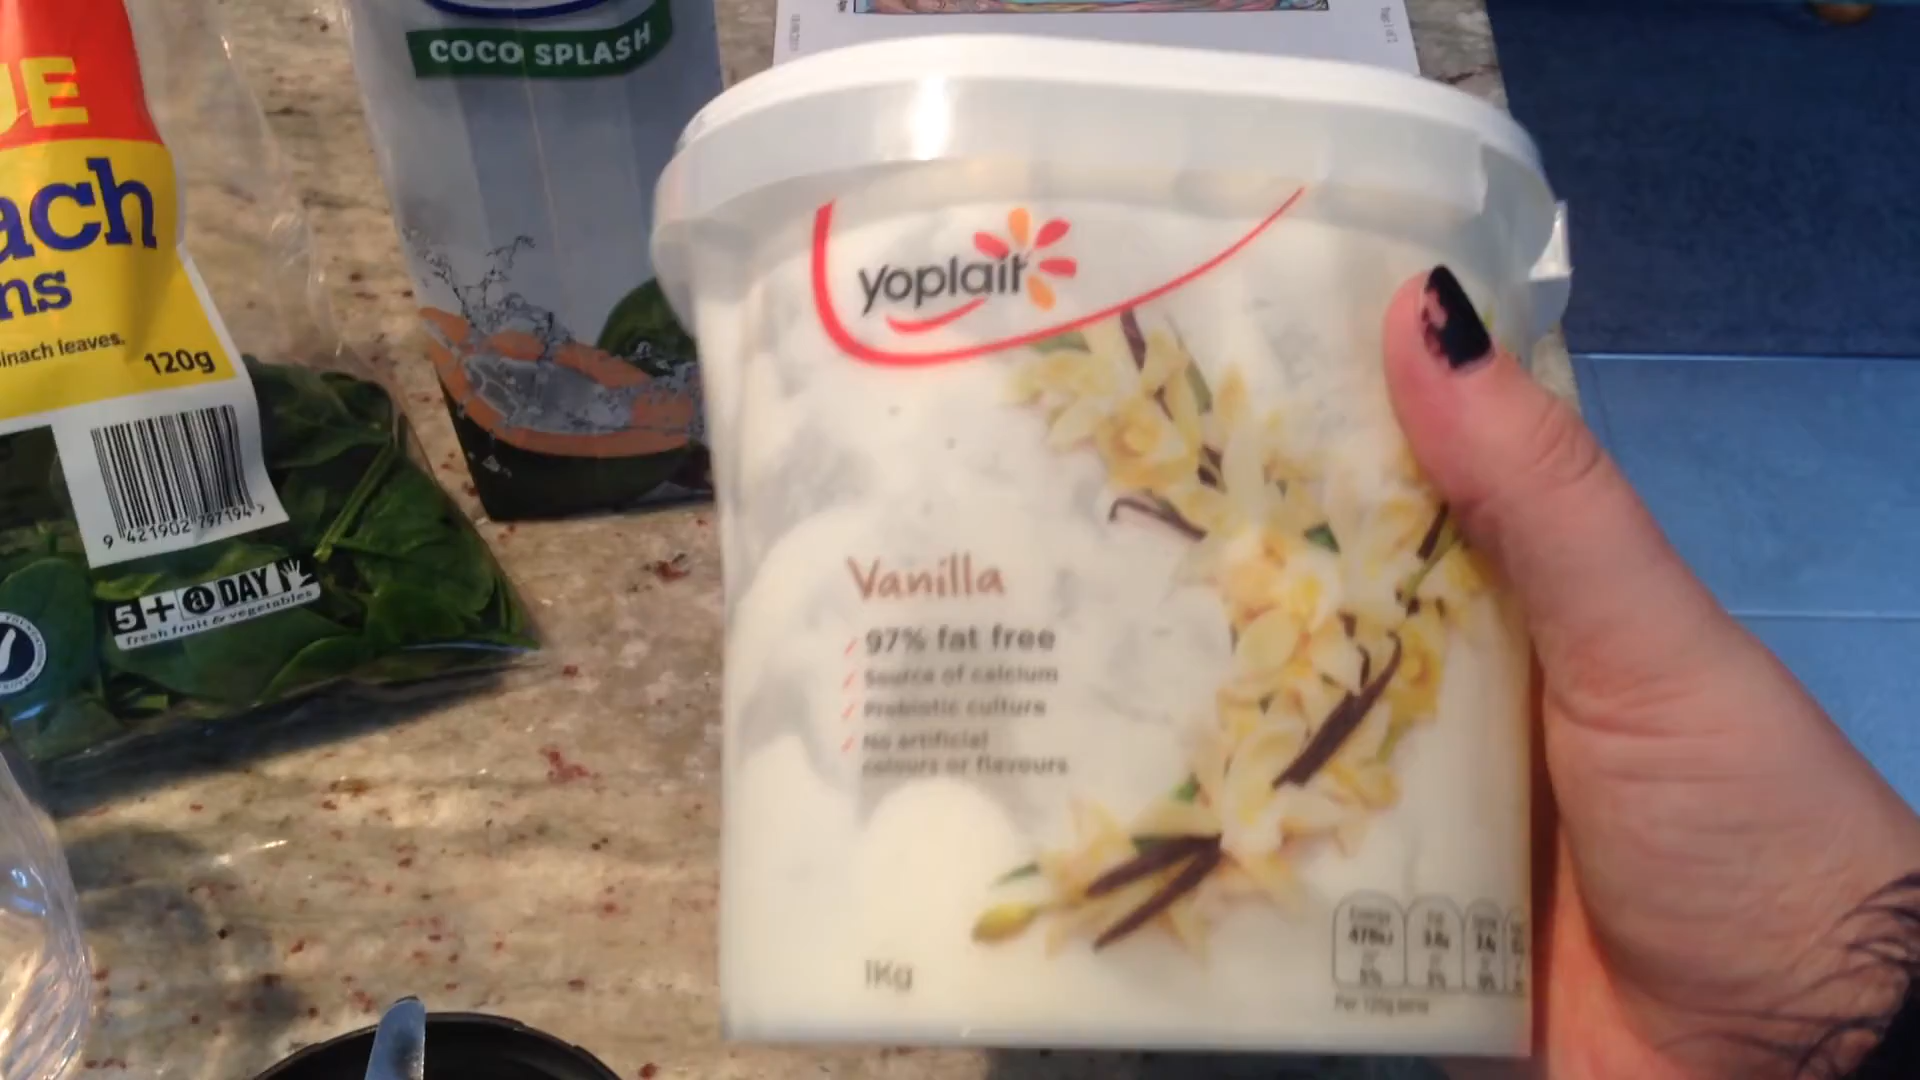 COCO SPLASH
UE
ach
ns
inach leaves.
120g
9 421902 797194
5+ a DAY
fresh fruit & vegetables
yoplait
Vanilla
97% fat free
Source of calcium
Probiotic culture
No artificial
colours or flavours
1Kg